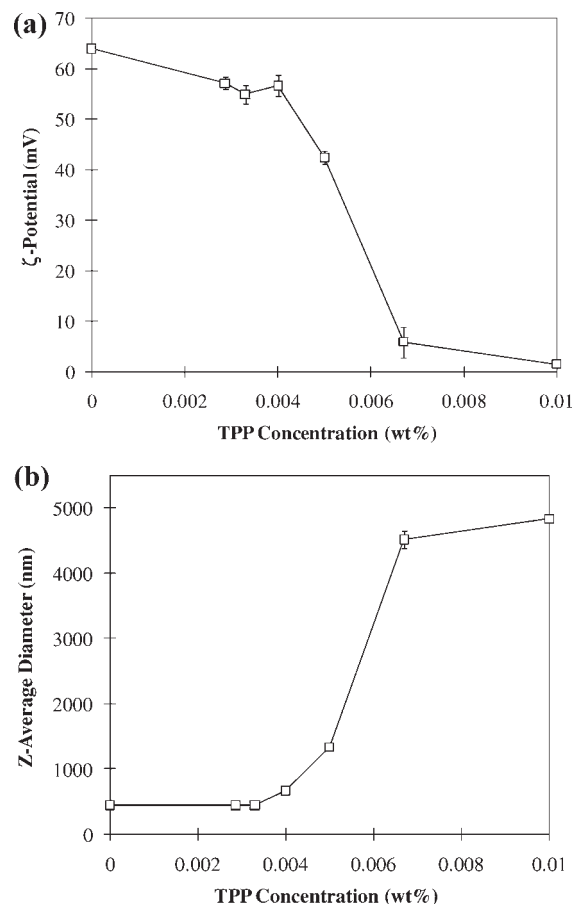 (a)
70
60
50
40
30
20
10
0
ζ-Potential (mV)
0 0.002 0.004 0.006 0.008 0.01
TPP Concentration (wt%)
(b)
5000
4000
3000
2000
1000
0
Z-Average Diameter (nm)
0 0.002 0.004 0.006 0.008 0.01
TPP Concentration (wt%)